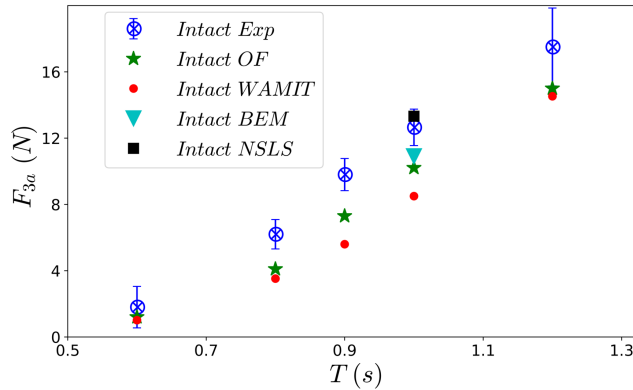 Intact Exp
Intact OF
Intact WAMIT
Intact BEM
Intact NSLS
F3a (N)
16
12
8
4
0
0.5 0.7 0.9 1.1 1.3
T (s)